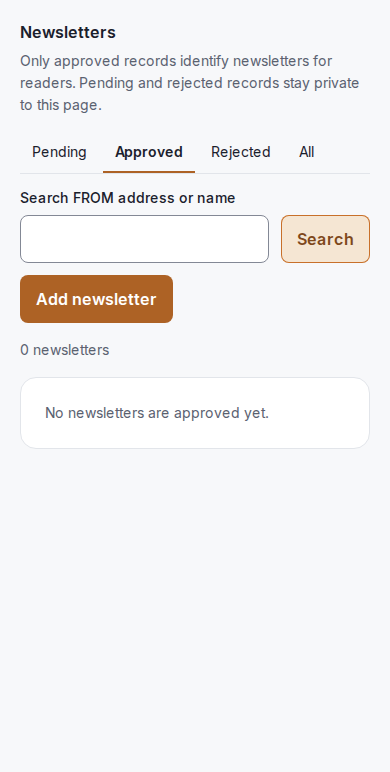 Newsletters
Only approved records identify newsletters for
readers. Pending and rejected records stay private
to this page.
Pending Approved Rejected All
Search FROM address or name
Search
Add newsletter
0 newsletters
No newsletters are approved yet.